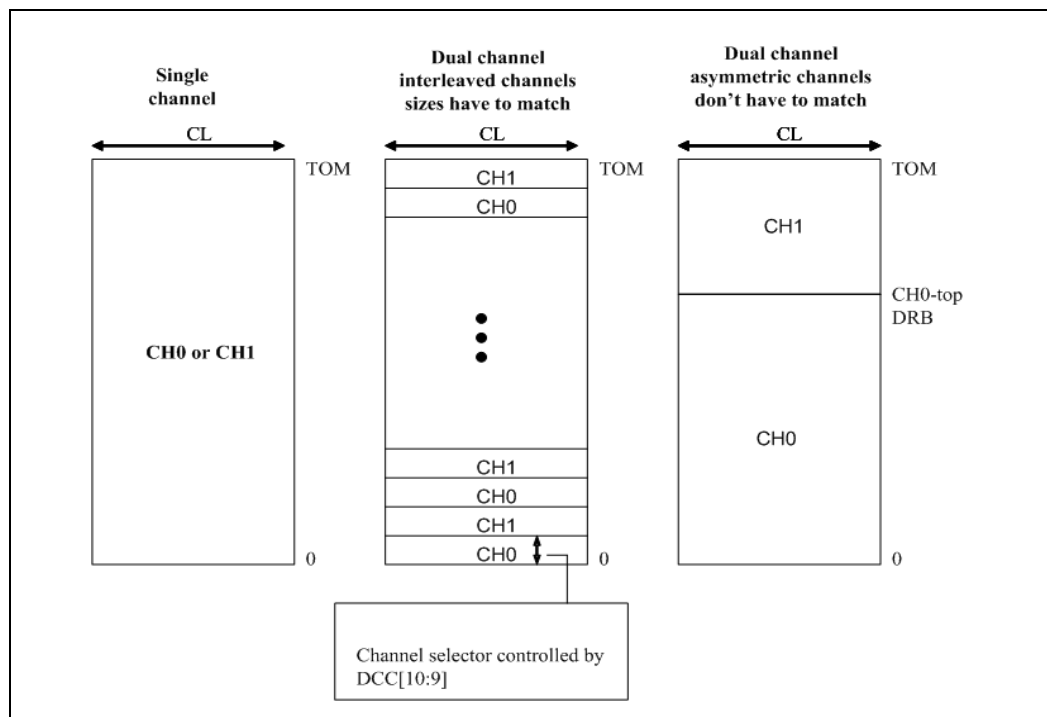 Single
channel
CL
TOM
CH0 or CH1
0
Dual channel
interleaved channels
sizes have to match
CL
TOM
CH1
CH0
CH1
CH0
CH1
CH0
0
Channel selector controlled by
DCC[10:9]
Dual channel
asymmetric channels
don't have to match
CL
TOM
CH1
CH0-top
DRB
CH0
0